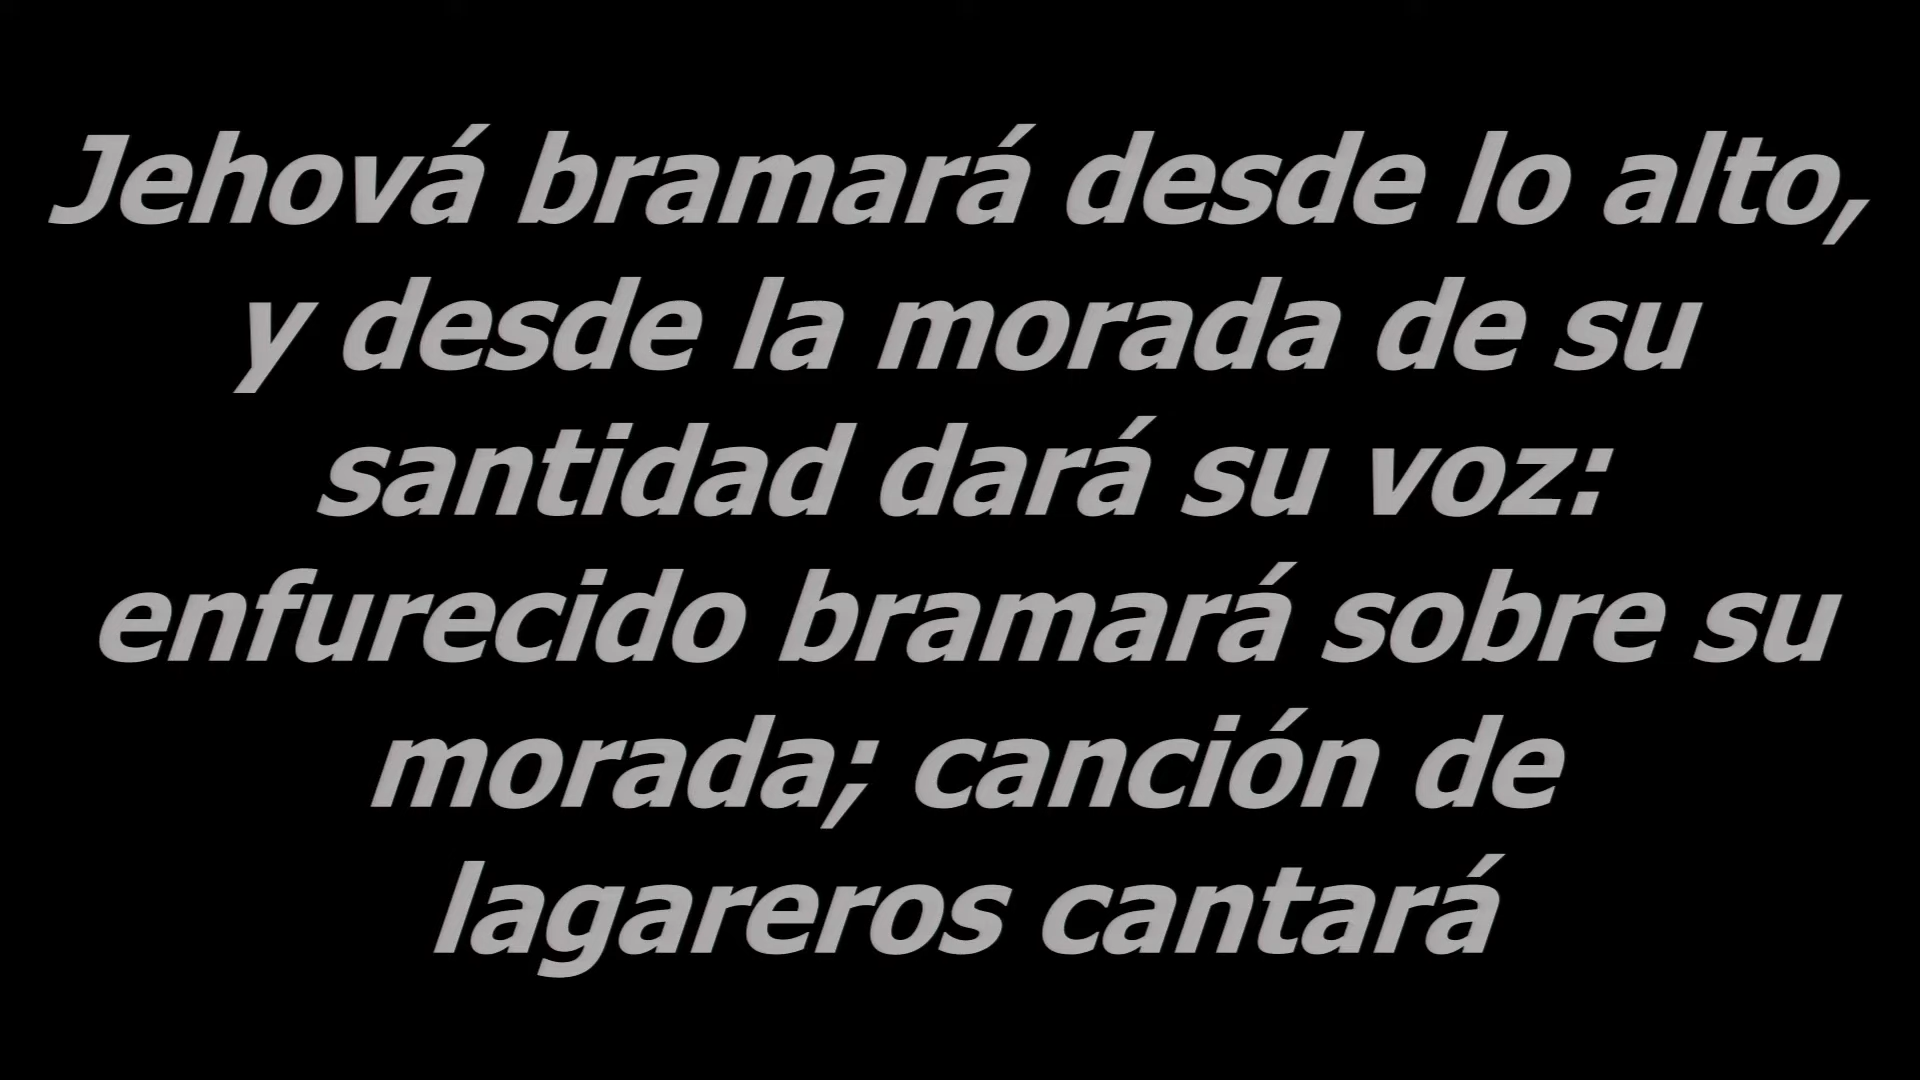 Jehová bramará desde lo alto,
y desde la morada de su
santidad dará su voz:
enfurecido bramará sobre su
morada; canción de
lagareros cantará